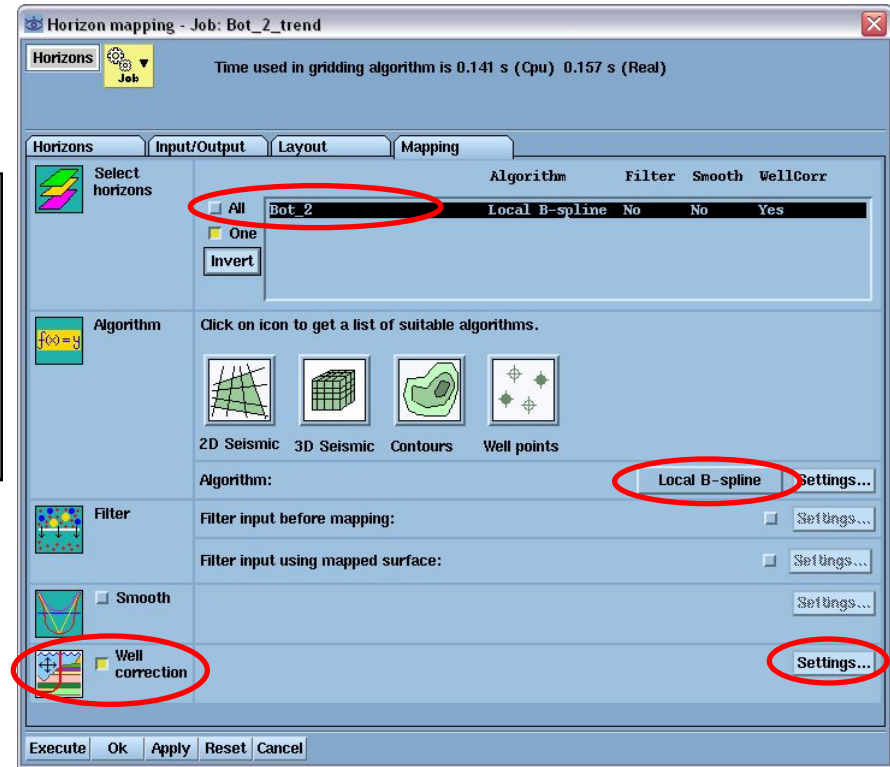 Horizon mapping - Job: Bot_2_trend
Horizons
Job
Time used in gridding algorithm is 0.141 s (Cpu) 0.157 s (Real)
Horizons Input/Output Layout Mapping
Select horizons
Algorithm Filter Smooth WellCorr
All
Bot_2 Local B-spline No No Yes
One
Invert
Algorithm
Click on icon to get a list of suitable algorithms.
f(x)=y
2D Seismic 3D Seismic Contours Well points
Algorithm: Local B-spline Settings...
Filter
Filter input before mapping: Settings...
Filter input using mapped surface: Settings...
Smooth Settings...
Well correction Settings...
Execute Ok Apply Reset Cancel